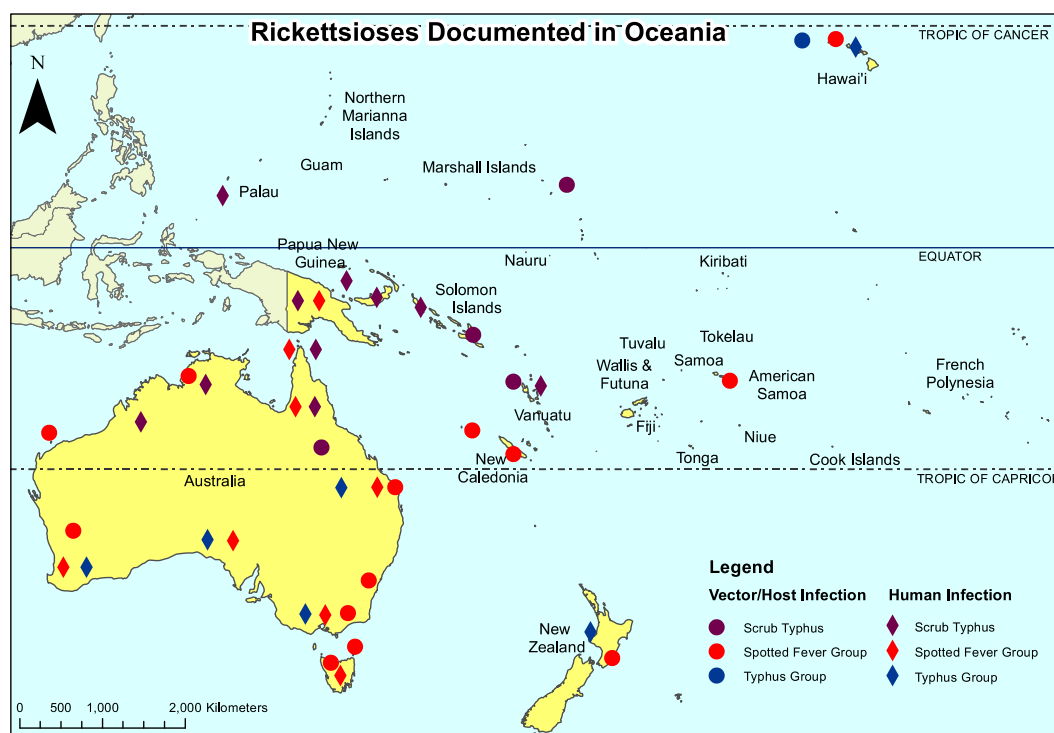 Rickettsioses Documented in Oceania
TROPIC OF CANCER
N
Hawai'i
Northern
Marianna
Islands
Guam
Marshall Islands
Palau
EQUATOR
Papua New
Guinea
Nauru
Kiribati
Solomon
Islands
Tuvalu
Tokelau
Wallis &
Futuna
Samoa
American
Samoa
French
Polynesia
Vanuatu
Fiji
Niue
New
Caledonia
Tonga
Cook Islands
TROPIC OF CAPRICOR
Australia
Legend
Vector/Host Infection
Human Infection
Scrub Typhus
Scrub Typhus
Spotted Fever Group
Spotted Fever Group
Typhus Group
Typhus Group
New
Zealand
0 500 1,000 2,000 Kilometers